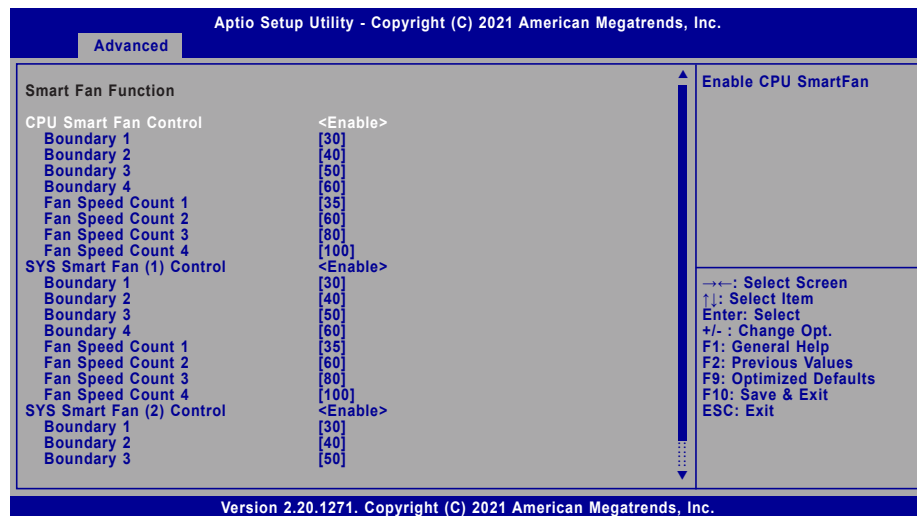 Aptio Setup Utility - Copyright (C) 2021 American Megatrends, Inc.
Advanced
Smart Fan Function
CPU Smart Fan Control <Enable>
Boundary 1 [30]
Boundary 2 [40]
Boundary 3 [50]
Boundary 4 [60]
Fan Speed Count 1 [35]
Fan Speed Count 2 [60]
Fan Speed Count 3 [80]
Fan Speed Count 4 [100]
SYS Smart Fan (1) Control <Enable>
Boundary 1 [30]
Boundary 2 [40]
Boundary 3 [50]
Boundary 4 [60]
Fan Speed Count 1 [35]
Fan Speed Count 2 [60]
Fan Speed Count 3 [80]
Fan Speed Count 4 [100]
SYS Smart Fan (2) Control <Enable>
Boundary 1 [30]
Boundary 2 [40]
Boundary 3 [50]
Enable CPU SmartFan
→←: Select Screen
↑↓: Select Item
Enter: Select
+/- : Change Opt.
F1: General Help
F2: Previous Values
F9: Optimized Defaults
F10: Save & Exit
ESC: Exit
Version 2.20.1271. Copyright (C) 2021 American Megatrends, Inc.